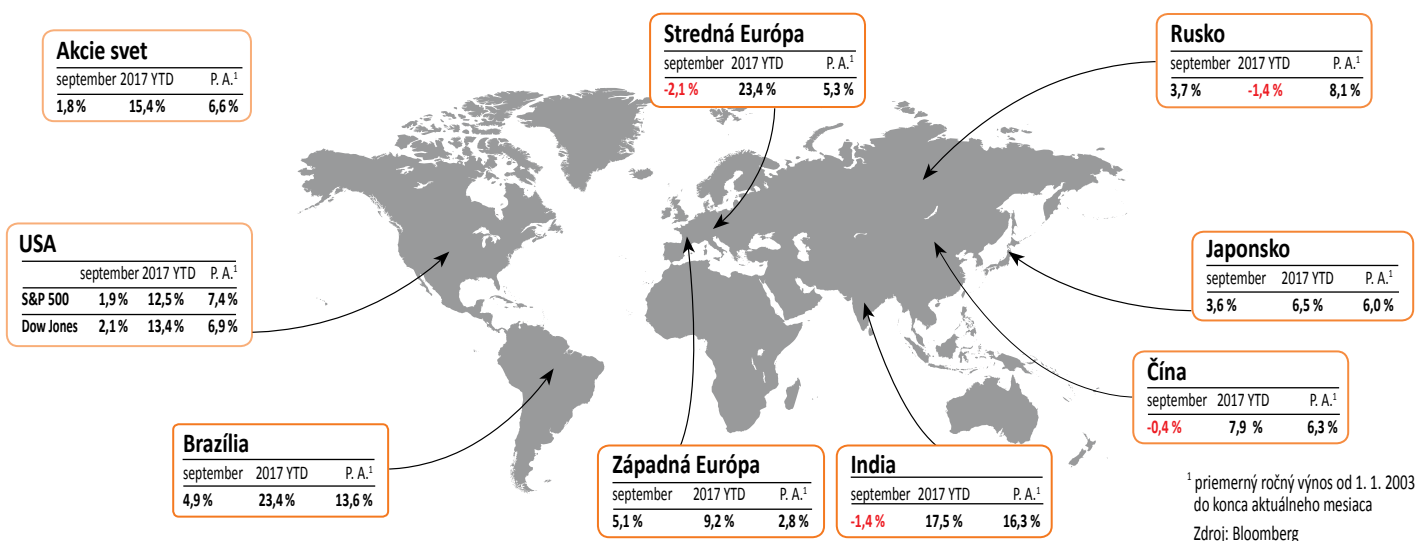 Akcie svet
september 2017 YTD P. A.¹
1,8 % 15,4 % 6,6 %
Stredná Európa
september 2017 YTD P. A.¹
-2,1 % 23,4 % 5,3 %
Rusko
september 2017 YTD P. A.¹
3,7 % -1,4 % 8,1 %
USA
september 2017 YTD P. A.¹
S&P 500 1,9 % 12,5 % 7,4 %
Dow Jones 2,1 % 13,4 % 6,9 %
Japonsko
september 2017 YTD P. A.¹
3,6 % 6,5 % 6,0 %
Čína
september 2017 YTD P. A.¹
-0,4 % 7,9 % 6,3 %
Brazília
september 2017 YTD P. A.¹
4,9 % 23,4 % 13,6 %
Západná Európa
september 2017 YTD P. A.¹
5,1 % 9,2 % 2,8 %
India
september 2017 YTD P. A.¹
-1,4 % 17,5 % 16,3 %
¹ priemerný ročný výnos od 1. 1. 2003
do konca aktuálneho mesiaca
Zdroj: Bloomberg